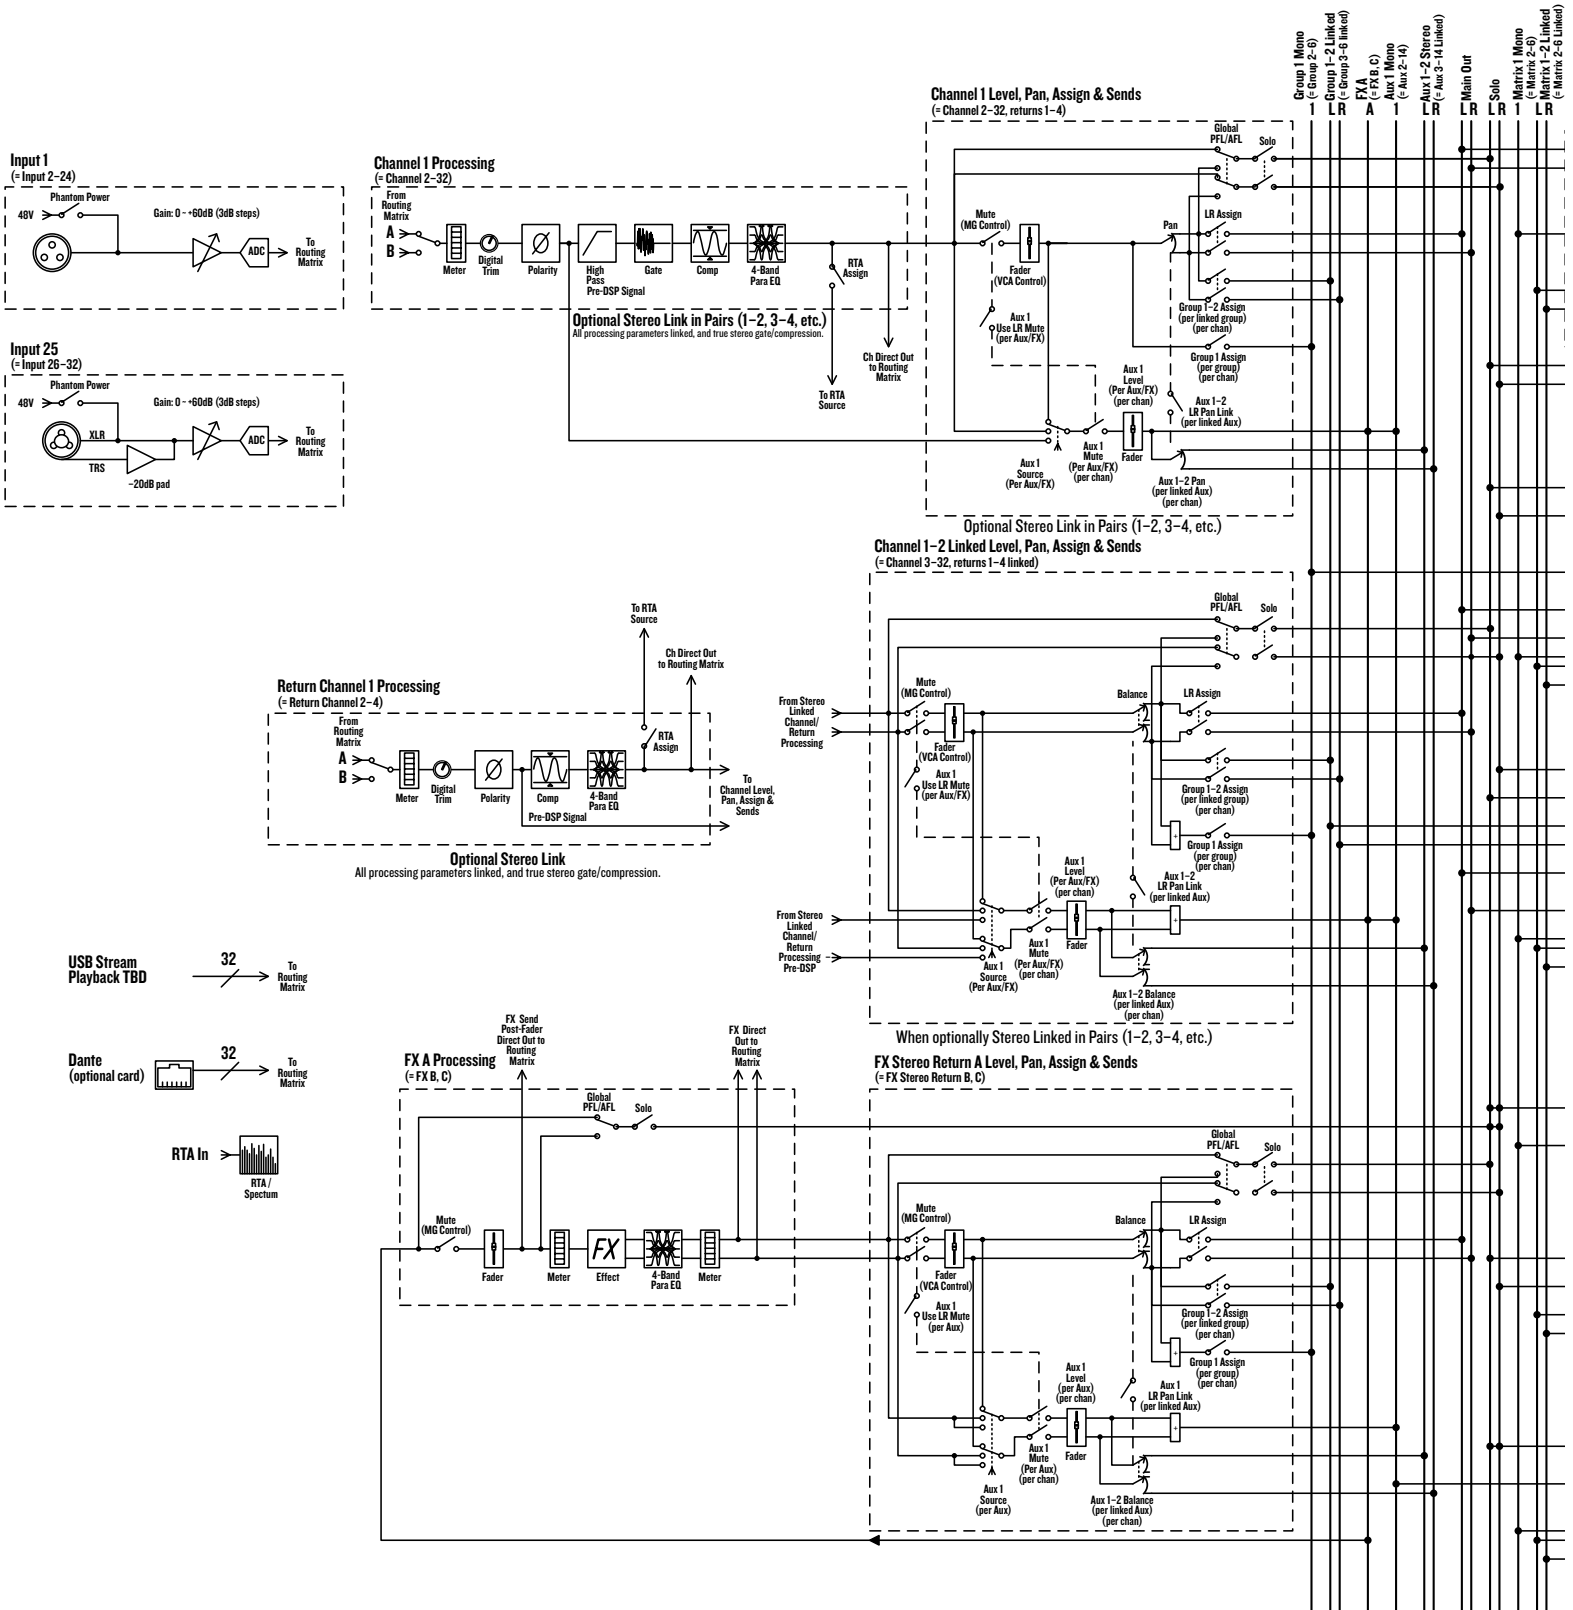 Group 1 Mono
(= Group 2–6)
1
Group 1–2 Linked
(= Group 3–6 linked)
L R
FX A
(= FX B, C)
A
Aux 1 Mono
(= Aux 2–14)
1
Aux 1–2 Stereo
(= Aux 3–14 Linked)
L R
Main Out
L R
Solo
L R
Matrix 1 Mono
(= Matrix 2–6)
1
Matrix 1–2 Linked
(= Matrix 2–6 Linked)
L R
Input 1
(= Input 2–24)
Phantom Power
48V
Gain: 0 ~ +60dB (3dB steps)
ADC
To
Routing
Matrix
Input 25
(= Input 26–32)
Phantom Power
48V
Gain: 0 ~ +60dB (3dB steps)
XLR
TRS
–20dB pad
ADC
To
Routing
Matrix
Channel 1 Processing
(= Channel 2–32)
From
Routing
Matrix
A
B
Meter
Digital
Trim
Polarity
High
Pass
Pre-DSP Signal
Gate
Comp
4-Band
Para EQ
RTA
Assign
Optional Stereo Link in Pairs (1–2, 3–4, etc.)
All processing parameters linked, and true stereo gate/compression.
To RTA
Source
Ch Direct Out
to Routing
Matrix
Channel 1 Level, Pan, Assign & Sends
(= Channel 2–32, returns 1–4)
Global
PFL/AFL
Solo
Mute
(MG Control)
Fader
(VCA Control)
Pan
LR Assign
Aux 1
Use LR Mute
(per Aux/FX)
Group 1–2 Assign
(per linked group)
(per chan)
Group 1 Assign
(per group)
(per chan)
Aux 1
Level
(Per Aux/FX)
(per chan)
Aux 1–2
LR Pan Link
(per linked Aux)
Aux 1
Source
(Per Aux/FX)
Aux 1
Mute
(Per Aux/FX)
(per chan)
Fader
Aux 1–2 Pan
(per linked Aux)
(per chan)
Optional Stereo Link in Pairs (1–2, 3–4, etc.)
Channel 1–2 Linked Level, Pan, Assign & Sends
(= Channel 3–32, returns 1–4 linked)
Global
PFL/AFL
Solo
From Stereo
Linked
Channel/
Return
Processing
Mute
(MG Control)
Fader
(VCA Control)
Balance
LR Assign
Aux 1
Use LR Mute
(per Aux/FX)
Group 1–2 Assign
(per linked group)
(per chan)
+
Group 1 Assign
(per group)
(per chan)
Aux 1
Level
(Per Aux/FX)
(per chan)
Aux 1–2
LR Pan Link
(per linked Aux)
From Stereo
Linked
Channel/
Return
Processing
Pre-DSP
+
Aux 1
Source
(Per Aux/FX)
Aux 1
Mute
(Per Aux/FX)
(per chan)
Fader
Aux 1–2 Balance
(per linked Aux)
(per chan)
When optionally Stereo Linked in Pairs (1–2, 3–4, etc.)
Return Channel 1 Processing
(= Return Channel 2–4)
From
Routing
Matrix
A
B
Meter
Digital
Trim
Polarity
Comp
4-Band
Para EQ
Pre-DSP Signal
RTA
Assign
To RTA
Source
Ch Direct Out
to Routing Matrix
To
Channel Level,
Pan, Assign &
Sends
Optional Stereo Link
All processing parameters linked, and true stereo gate/compression.
USB Stream
Playback TBD
32
To
Routing
Matrix
Dante
(optional card)
32
To
Routing
Matrix
RTA In
RTA /
Spectum
FX A Processing
(= FX B, C)
FX Send
Post-Fader
Direct Out to
Routing
Matrix
FX Direct
Out to
Routing
Matrix
Global
PFL/AFL
Solo
Mute
(MG Control)
Fader
Meter
FX
Effect
4-Band
Para EQ
Meter
FX Stereo Return A Level, Pan, Assign & Sends
(= FX Stereo Return B, C)
Global
PFL/AFL
Solo
Mute
(MG Control)
Fader
(VCA Control)
Balance
LR Assign
Aux 1
Use LR Mute
(per Aux)
Group 1–2 Assign
(per linked group)
(per chan)
+
Group 1 Assign
(per group)
(per chan)
Aux 1
Level
(per Aux)
(per chan)
Aux 1
LR Pan Link
(per linked Aux)
+
Aux 1
Source
(per Aux)
Aux 1
Mute
(Per Aux)
(per chan)
Fader
Aux 1–2 Balance
(per linked Aux)
(per chan)